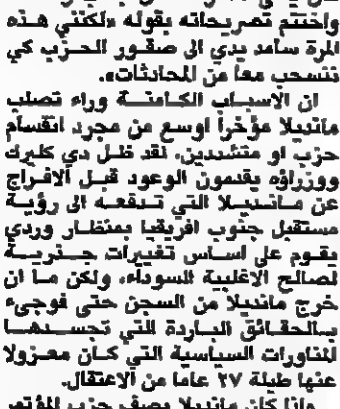 واختتم تصريحاته بقوله «لكنني هذه
المرة سامد يدي الى صقور الحزب كي
ننسحب معا من المحادثات».
ان الاسباب الكامنة وراء تصلب
مانديلا مؤخرا اوسع من مجرد انقسام
حزب او متشددين. لقد ظل دي كليرك
ووزراؤه يقدمون الوعود قبل الافراج
عن مانديلا التي تدفعه الى رؤية
مستقبل جنوب افريقيا بمنظار وردي
يقوم على اساس تغييرات جذرية
لصالح الاغلبية السوداء. ولكن ما ان
خرج مانديلا من السجن حتى فوجىء
بالحقائق الباردة التي تجسدها
المناورات السياسية التي كان معزولا
عنها طيلة ٢٧ عاما من الاعتقال.
واذا كان مانديلا يصف حزب المؤتمر